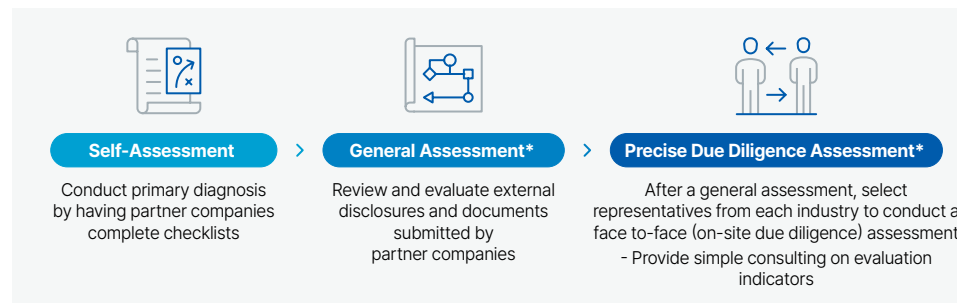 Self-Assessment
Conduct primary diagnosis
by having partner companies
complete checklists
General Assessment*
Review and evaluate external
disclosures and documents
submitted by
partner companies
Precise Due Diligence Assessment*
After a general assessment, select
representatives from each industry to conduct a
face to-face (on-site due diligence) assessment
- Provide simple consulting on evaluation
indicators